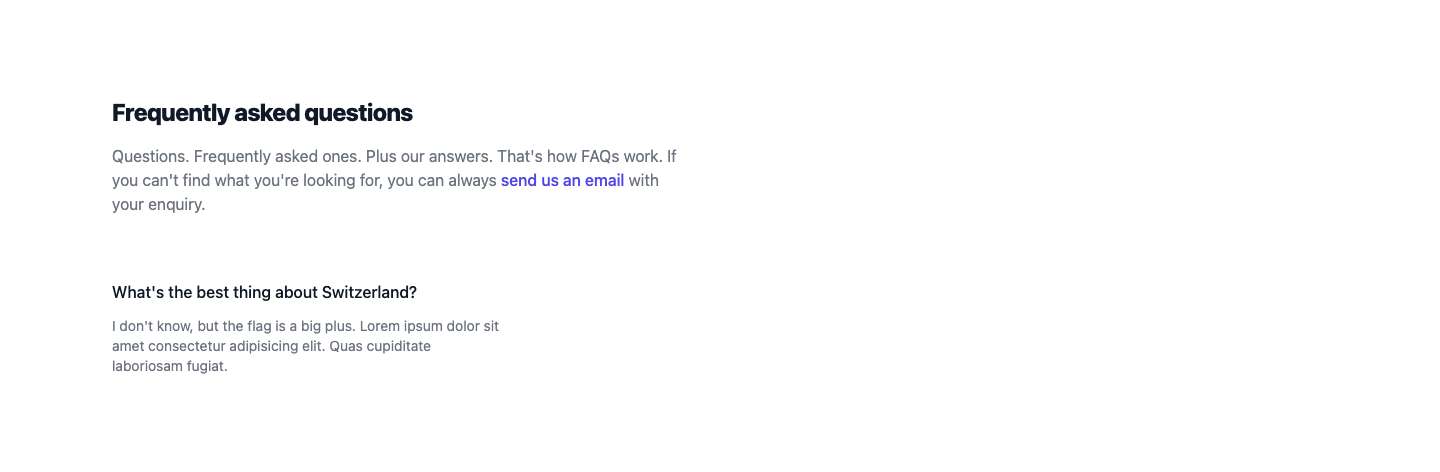 Frequently asked questions
Questions. Frequently asked ones. Plus our answers. That's how FAQs work. If
you can't find what you're looking for, you can always send us an email with
your enquiry.
What's the best thing about Switzerland?
I don't know, but the flag is a big plus. Lorem ipsum dolor sit
amet consectetur adipisicing elit. Quas cupiditate
laboriosam fugiat.